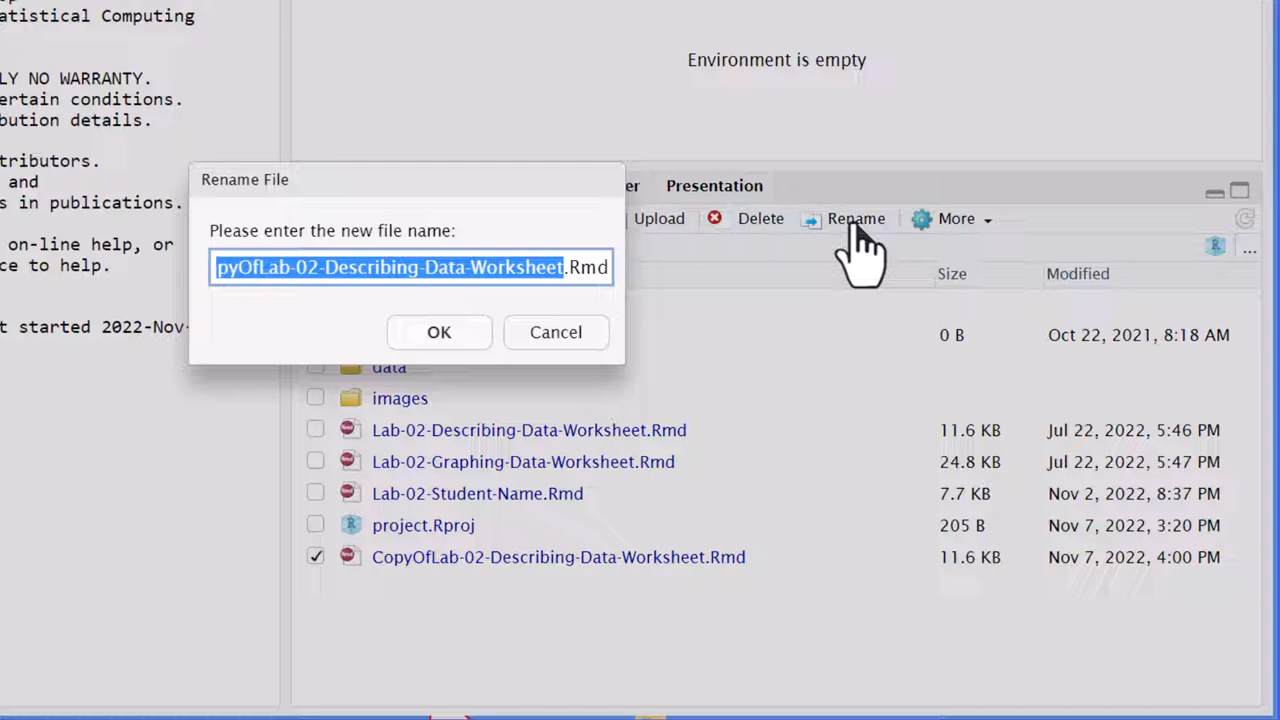 atistical Computing
LY NO WARRANTY.
ertain conditions.
bution details.
tributors.
and
s in publications.
on-line help, or
ce to help.
t started 2022-Nov-
Environment is empty
er Presentation
Upload Delete Rename More
...
Size Modified
0 B Oct 22, 2021, 8:18 AM
data
images
Lab-02-Describing-Data-Worksheet.Rmd 11.6 KB Jul 22, 2022, 5:46 PM
Lab-02-Graphing-Data-Worksheet.Rmd 24.8 KB Jul 22, 2022, 5:47 PM
Lab-02-Student-Name.Rmd 7.7 KB Nov 2, 2022, 8:37 PM
project.Rproj 205 B Nov 7, 2022, 3:20 PM
CopyOfLab-02-Describing-Data-Worksheet.Rmd 11.6 KB Nov 7, 2022, 4:00 PM
Rename File
Please enter the new file name:
pyOfLab-02-Describing-Data-Worksheet.Rmd
OK Cancel